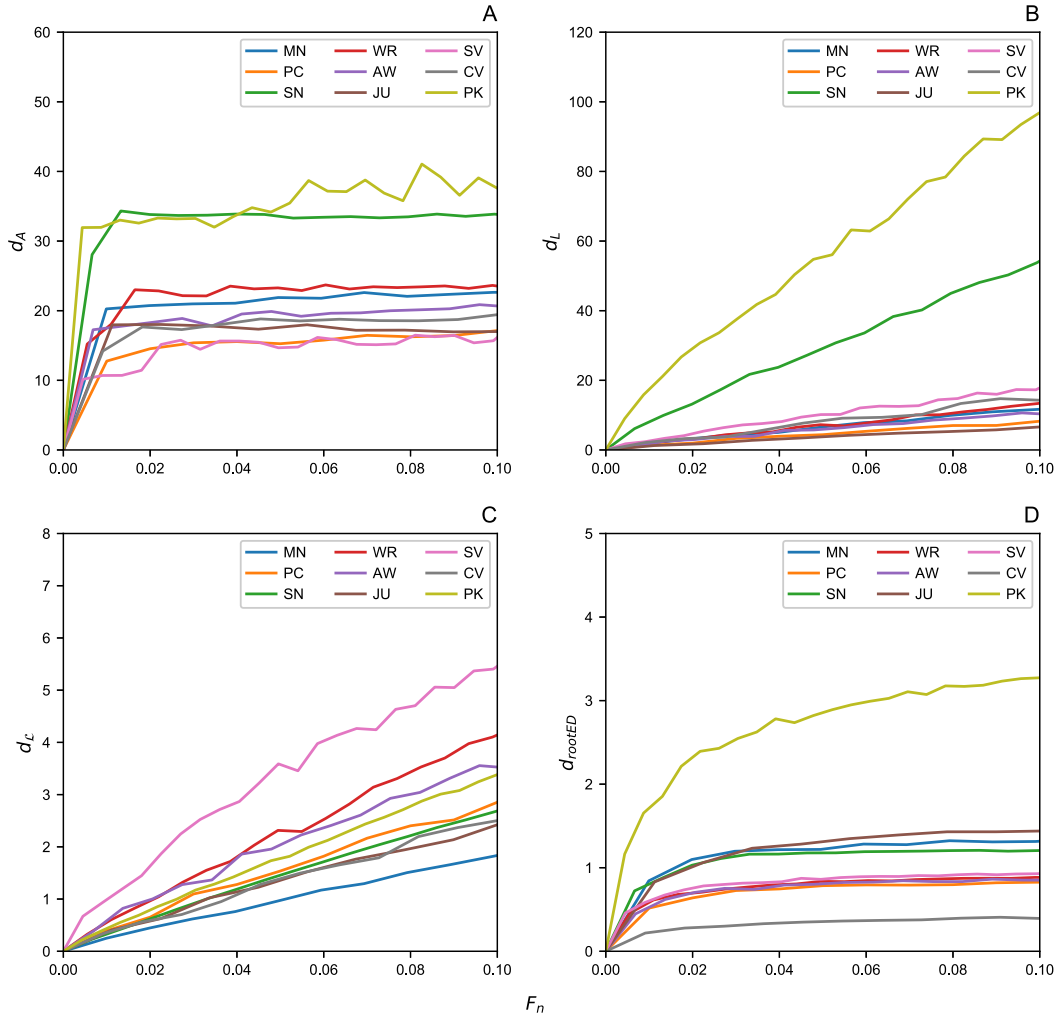 A
60
50
40
30
20
10
0
d_A
MN WR SV
PC AW CV
SN JU PK
0.00 0.02 0.04 0.06 0.08 0.10
B
120
100
80
60
40
20
0
d_L
MN WR SV
PC AW CV
SN JU PK
0.00 0.02 0.04 0.06 0.08 0.10
C
8
7
6
5
4
3
2
1
0
d_ℒ
MN WR SV
PC AW CV
SN JU PK
0.00 0.02 0.04 0.06 0.08 0.10
D
5
4
3
2
1
0
d_rootED
MN WR SV
PC AW CV
SN JU PK
0.00 0.02 0.04 0.06 0.08 0.10
F_n